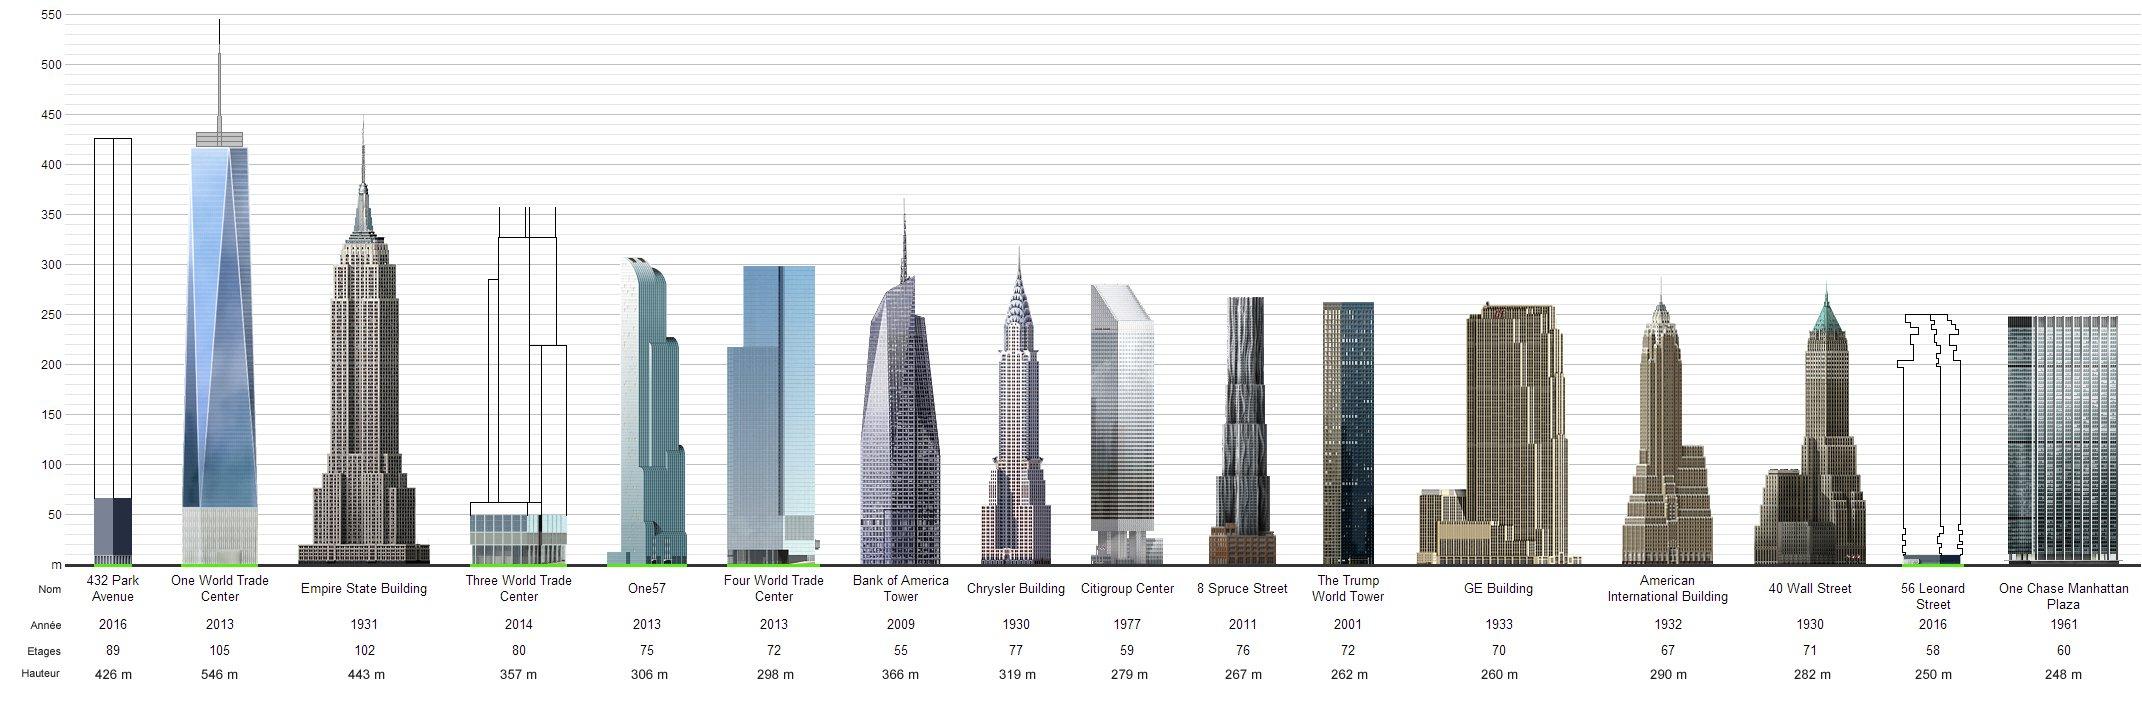 550
500
450
400
350
300
250
200
150
100
50
m
Nom
432 Park
Avenue
One World Trade
Center
Empire State Building
Three World Trade
Center
One57
Four World Trade
Center
Bank of America
Tower
Chrysler Building
Citigroup Center
8 Spruce Street
The Trump
World Tower
GE Building
American
International Building
40 Wall Street
56 Leonard
Street
One Chase Manhattan
Plaza
Année 2016 2013 1931 2014 2013 2013 2009 1930 1977 2011 2001 1933 1932 1930 2016 1961
Etages 89 105 102 80 75 72 55 77 59 76 72 70 67 71 58 60
Hauteur 426 m 546 m 443 m 357 m 306 m 298 m 366 m 319 m 279 m 267 m 262 m 260 m 290 m 282 m 250 m 248 m